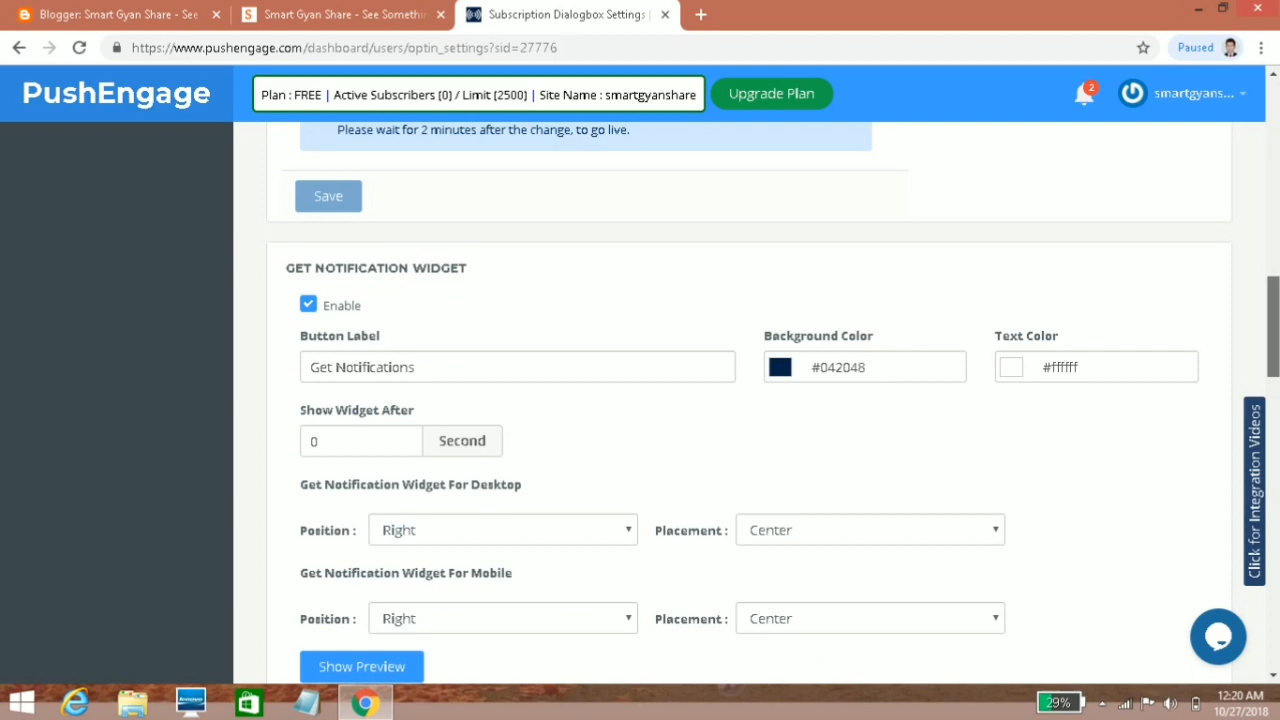 Blogger: Smart Gyan Share - See
Smart Gyan Share - See Somethin
Subscription Dialogbox Settings |
https://www.pushengage.com/dashboard/users/optin_settings?sid=27776
Paused
PushEngage
Plan : FREE | Active Subscribers [0] / Limit [2500] | Site Name : smartgyanshare
Upgrade Plan
2
smartgyans...
Please wait for 2 minutes after the change, to go live.
Save
GET NOTIFICATION WIDGET
Enable
Button Label
Background Color
Text Color
Get Notifications
#042048
#ffffff
Show Widget After
0
Second
Get Notification Widget For Desktop
Position :
Right
Placement :
Center
Get Notification Widget For Mobile
Position :
Right
Placement :
Center
Show Preview
Click for Integration Videos
29%
12:20 AM
10/27/2018